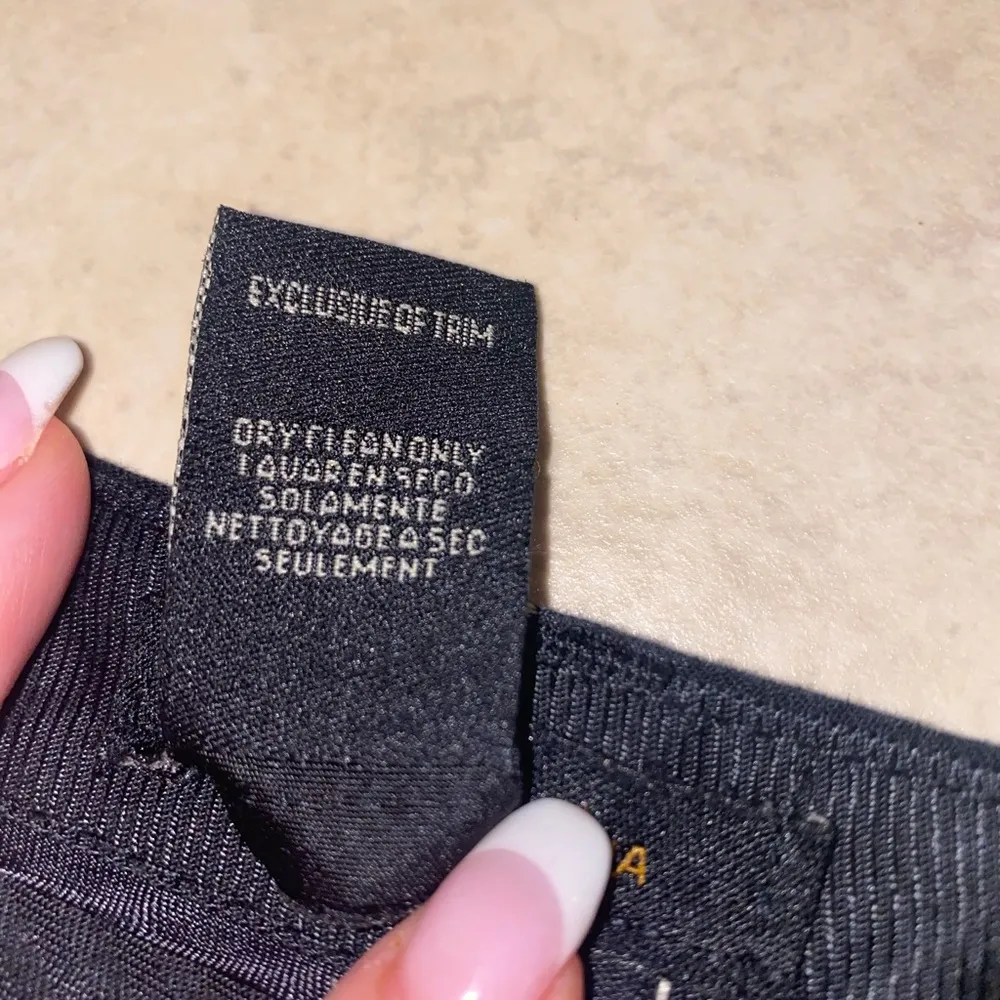 EXCLUSIVE OF TRIM
DRY CLEAN ONLY
LAVAR EN SECO
SOLAMENTE
NETTOYAGE A SEC
SEULEMENT
A